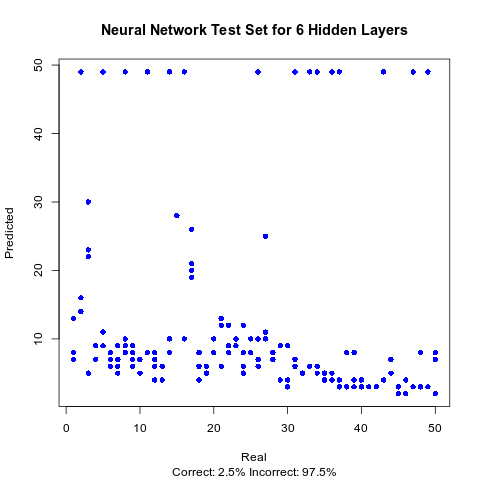 Neural Network Test Set for 6 Hidden Layers
Predicted
50
40
30
20
10
0 10 20 30 40 50
Real
Correct: 2.5% Incorrect: 97.5%